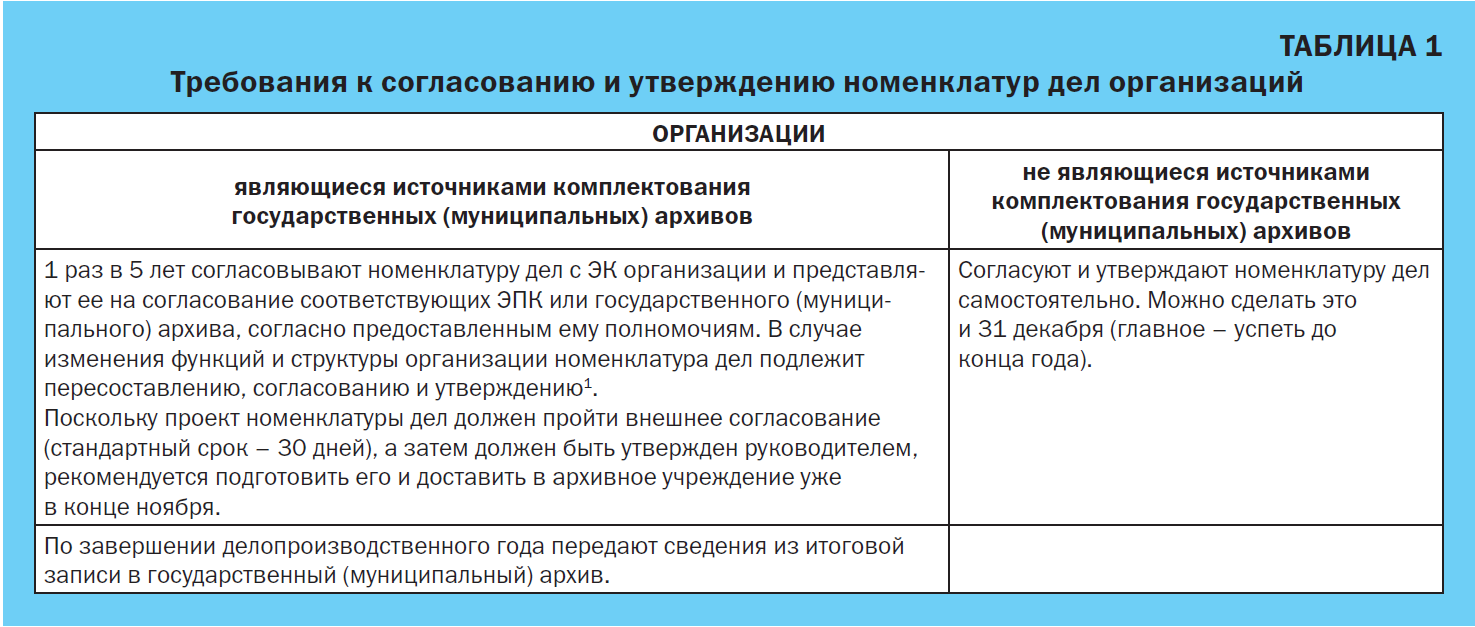 ТАБЛИЦА 1
Требования к согласованию и утверждению номенклатур дел организаций
ОРГАНИЗАЦИИ
являющиеся источниками комплектования
государственных (муниципальных) архивов
не являющиеся источниками
комплектования государственных
(муниципальных) архивов
1 раз в 5 лет согласовывают номенклатуру дел с ЭК организации и представля-
ют ее на согласование соответствующих ЭПК или государственного (муници-
пального) архива, согласно предоставленным ему полномочиям. В случае
изменения функций и структуры организации номенклатура дел подлежит
пересоставлению, согласованию и утверждению¹.
Поскольку проект номенклатуры дел должен пройти внешнее согласование
(стандартный срок – 30 дней), а затем должен быть утвержден руководителем,
рекомендуется подготовить его и доставить в архивное учреждение уже
в конце ноября.
Согласуют и утверждают номенклатуру дел
самостоятельно. Можно сделать это
и 31 декабря (главное – успеть до
конца года).
По завершении делопроизводственного года передают сведения из итоговой
записи в государственный (муниципальный) архив.